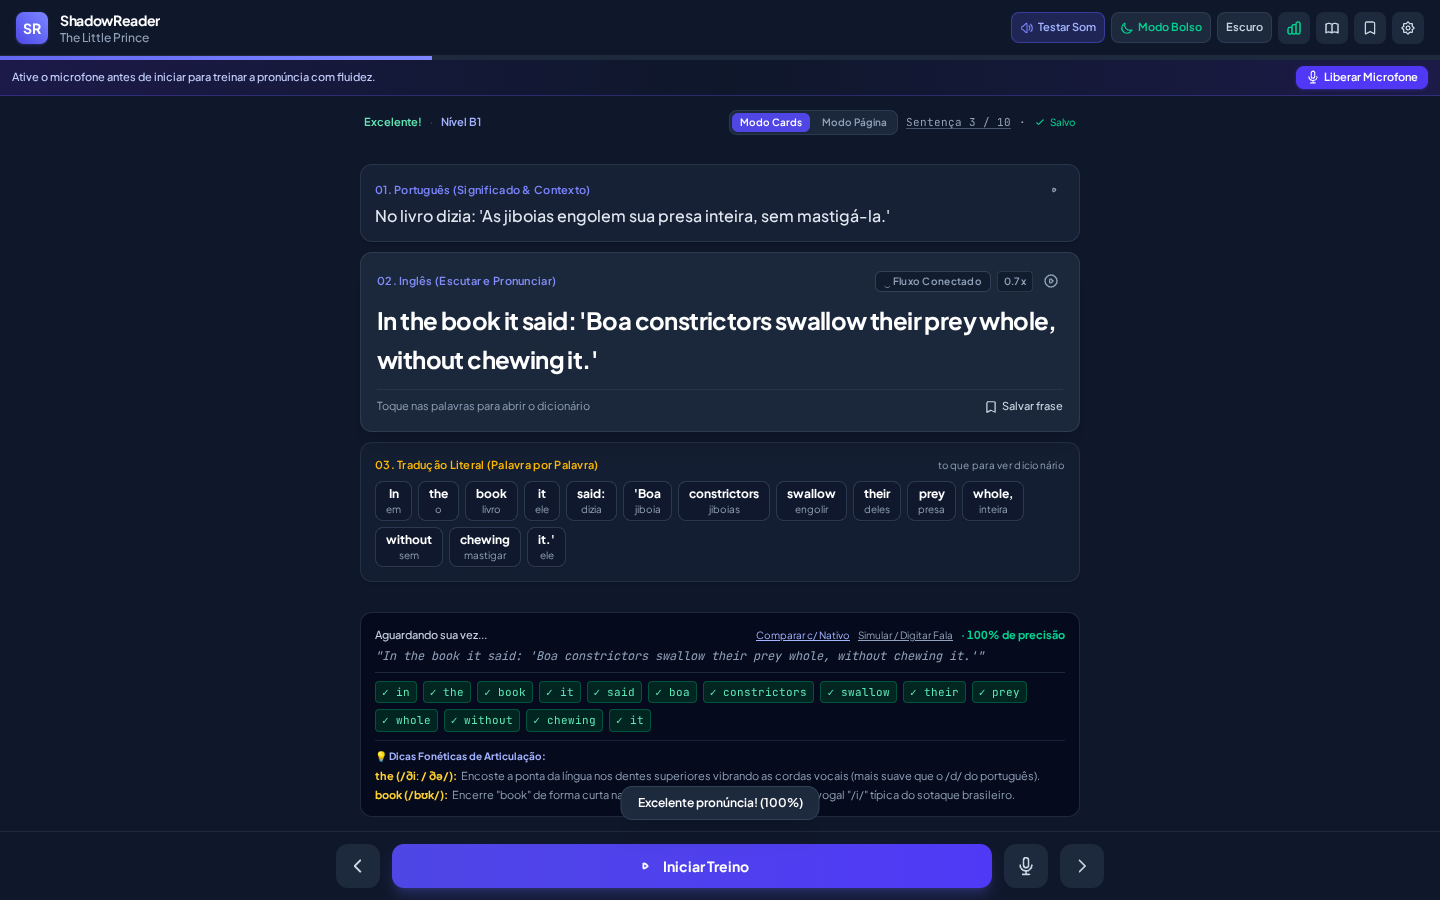 SR
ShadowReader
The Little Prince
Testar Som
Modo Bolso
Escuro
Ative o microfone antes de iniciar para treinar a pronúncia com fluidez.
Liberar Microfone
Excelente! · Nível B1
Modo Cards
Modo Página
Sentença 3 / 10 · ✓ Salvo
01. Português (Significado & Contexto)
No livro dizia: 'As jiboias engolem sua presa inteira, sem mastigá-la.'
02. Inglês (Escutar e Pronunciar)
‿ Fluxo Conectado
0.7x
In the book it said: 'Boa constrictors swallow their prey whole,
without chewing it.'
Toque nas palavras para abrir o dicionário
Salvar frase
03. Tradução Literal (Palavra por Palavra)
toque para ver dicionário
In the book it said: 'Boa constrictors swallow their prey whole,
em o livro ele dizia jiboia jiboias engolir deles presa inteira
without chewing it.'
sem mastigar ele
Aguardando sua vez...
Comparar c/ Nativo
Simular / Digitar Fala
· 100% de precisão
"In the book it said: 'Boa constrictors swallow their prey whole, without chewing it.'"
✓ in ✓ the ✓ book ✓ it ✓ said ✓ boa ✓ constrictors ✓ swallow ✓ their ✓ prey
✓ whole ✓ without ✓ chewing ✓ it
💡 Dicas Fonéticas de Articulação:
the (/ðiː / ðə/): Encoste a ponta da língua nos dentes superiores vibrando as cordas vocais (mais suave que o /d/ do português).
book (/bʊk/): Encerre "book" de forma curta vogal "/i/" típica do sotaque brasileiro.
Excelente pronúncia! (100%)
Iniciar Treino